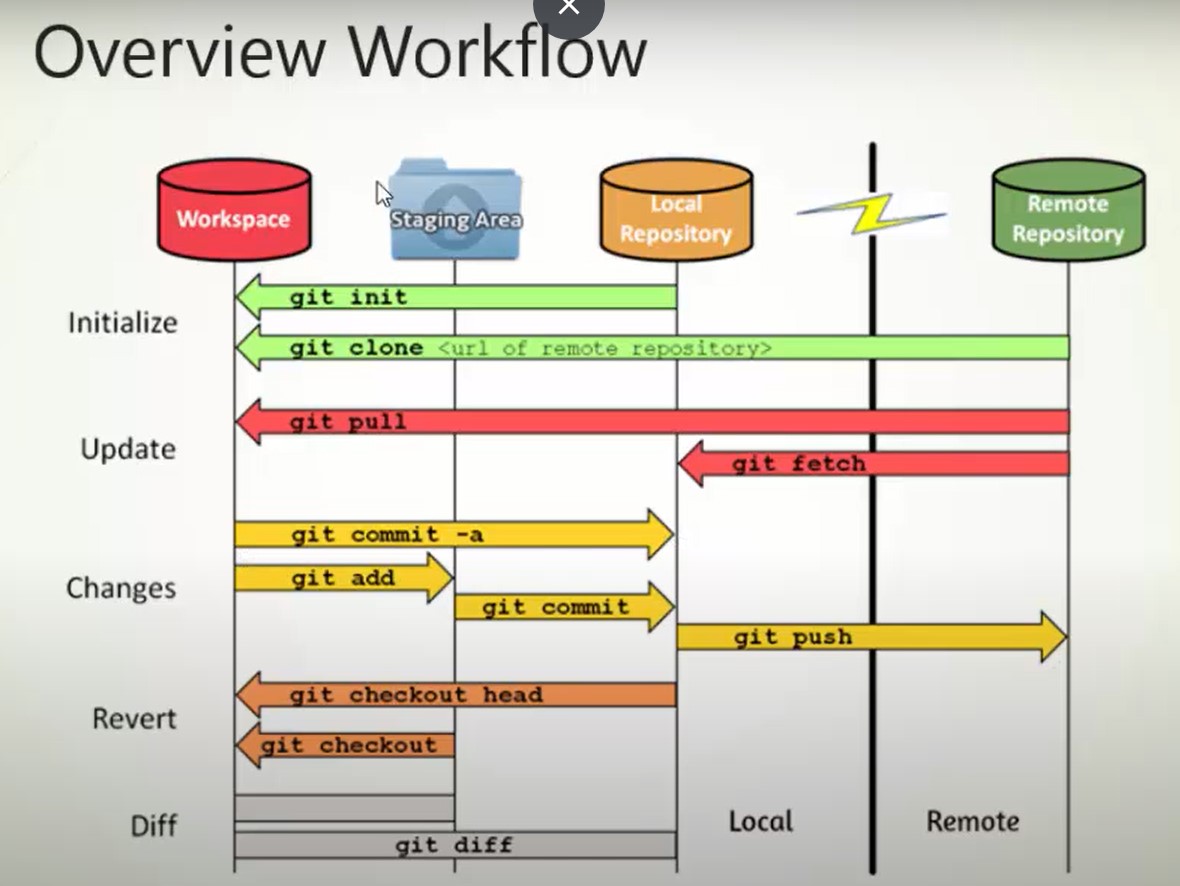 Overview Workflow
Workspace
Staging Area
Local
Repository
Remote
Repository
Initialize
git init
git clone <url of remote repository>
Update
git pull
git fetch
Changes
git commit -a
git add
git commit
git push
Revert
git checkout head
git checkout
Diff
git diff
Local
Remote